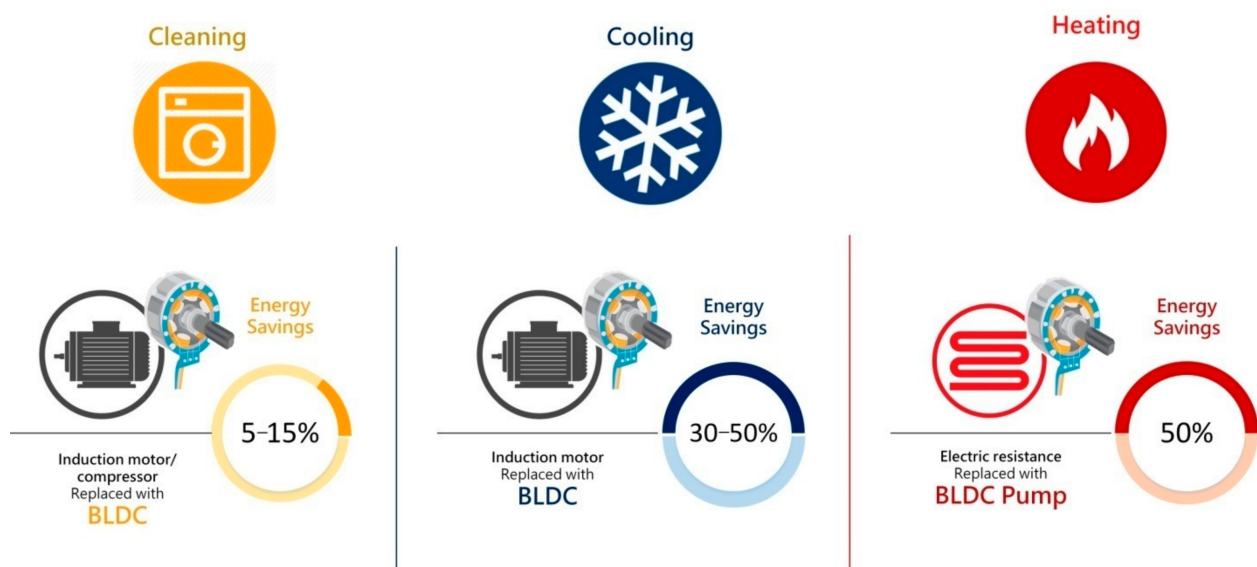 Cleaning
Cooling
Heating
Energy
Savings
5–15%
Induction motor/
compressor
Replaced with
BLDC
Energy
Savings
30–50%
Induction motor
Replaced with
BLDC
Energy
Savings
50%
Electric resistance
Replaced with
BLDC Pump